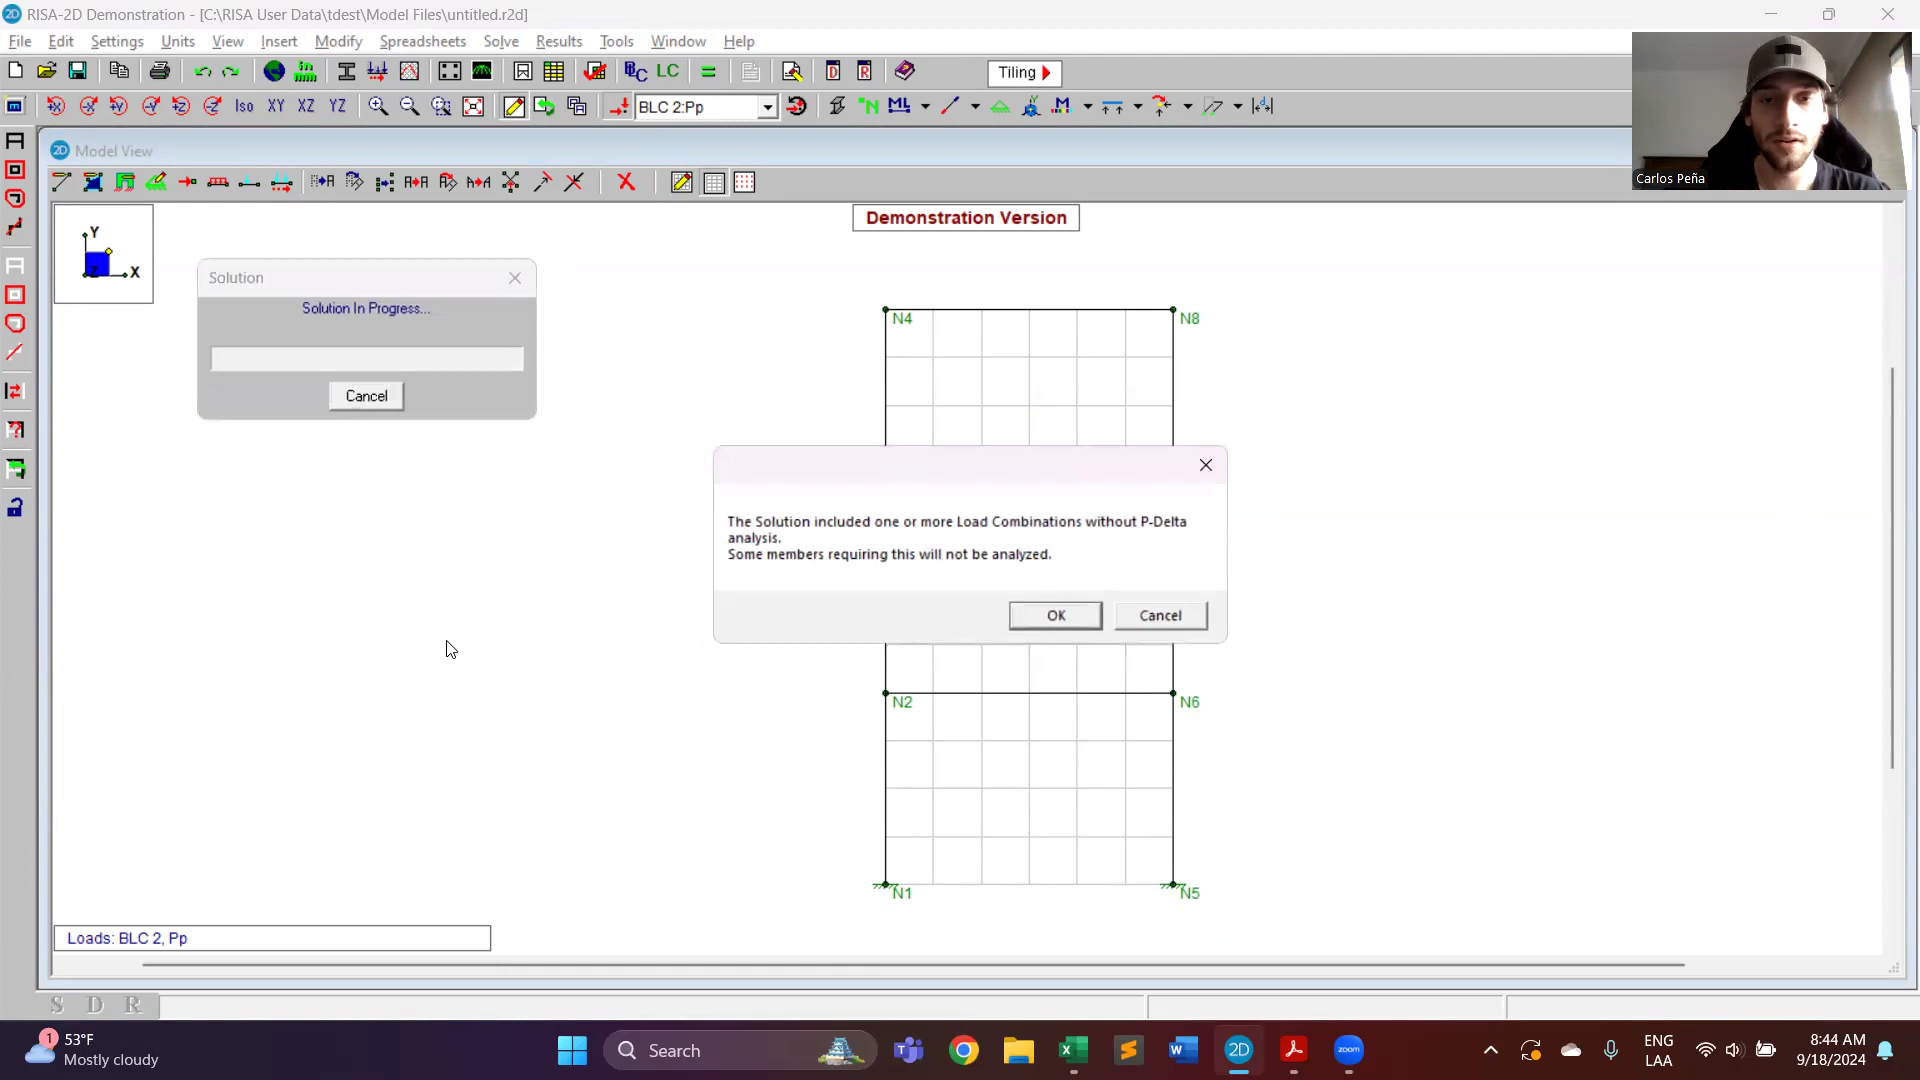 RISA-2D Demonstration - [C:\RISA User Data\tdest\Model Files\untitled.r2d]
File Edit Settings Units View Insert Modify Spreadsheets Solve Results Tools Window Help
LC
Tiling
Iso XY XZ YZ
BLC 2:Pp
ML
M
Carlos Peña
Model View
Demonstration Version
Y
X
Z
Solution
Solution In Progress...
Cancel
N4
N8
The Solution included one or more Load Combinations without P-Delta
analysis.
Some members requiring this will not be analyzed.
OK
Cancel
N2
N6
N1
N5
Loads: BLC 2, Pp
S D R
1
53°F
Mostly cloudy
Search
2D
zoom
ENG
LAA
8:44 AM
9/18/2024